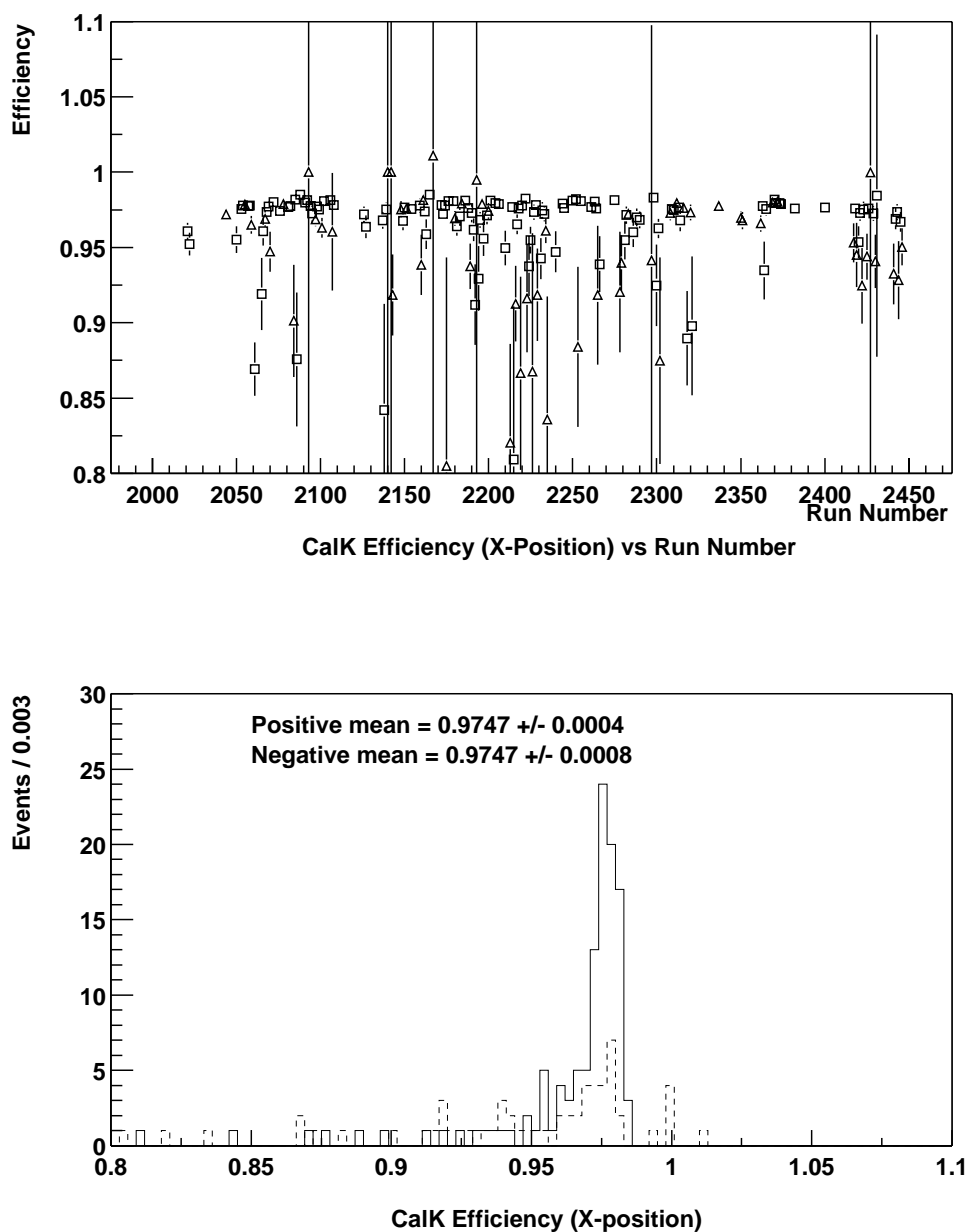 Efficiency
1.1
1.05
1
0.95
0.9
0.85
0.8
2000 2050 2100 2150 2200 2250 2300 2350 2400 2450
Run Number
CalK Efficiency (X-Position) vs Run Number
Events / 0.003
30
25
20
15
10
5
0
Positive mean = 0.9747 +/- 0.0004
Negative mean = 0.9747 +/- 0.0008
0.8 0.85 0.9 0.95 1 1.05 1.1
CalK Efficiency (X-position)